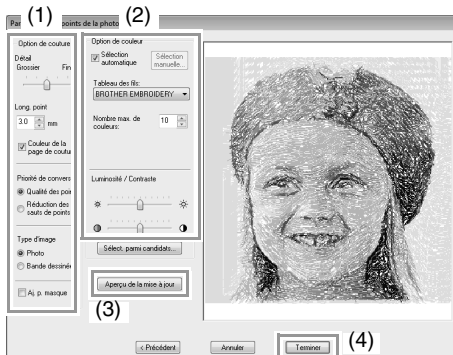 (1) (2)
Par points de la photo
Option de couture
Détail
Grossier Fin
Long. point
3.0 mm
Couleur de la
page de coutu
Priorité de convers
Qualité des poi
Réduction des
sauts de points
Type d'image
Photo
Bande dessinée
Aj. p. masque
Option de couleur
Sélection
automatique
Sélection
manuelle...
Tableau des fils:
BROTHER EMBROIDERY
Nombre max. de
couleurs:
10
Luminosité / Contraste
Sélect. parmi candidats...
Aperçu de la mise à jour
(3)
< Précédent Annuler Terminer (4)